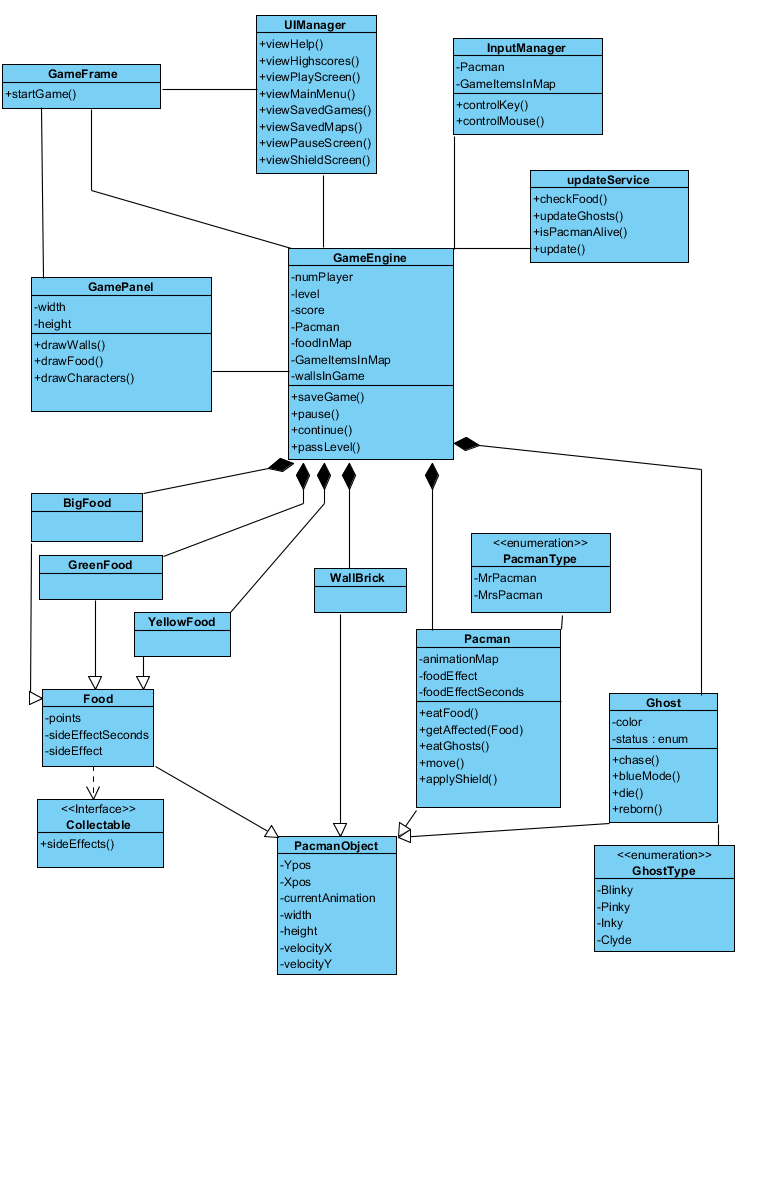 UIManager
+viewHelp()
+viewHighscores()
+viewPlayScreen()
+viewMainMenu()
+viewSavedGames()
+viewSavedMaps()
+viewPauseScreen()
+viewShieldScreen()
InputManager
-Pacman
-GameItemsInMap
+controlKey()
+controlMouse()
GameFrame
+startGame()
updateService
+checkFood()
+updateGhosts()
+isPacmanAlive()
+update()
GameEngine
-numPlayer
-level
-score
-Pacman
-foodInMap
-GameItemsInMap
-wallsInGame
+saveGame()
+pause()
+continue()
+passLevel()
GamePanel
-width
-height
+drawWalls()
+drawFood()
+drawCharacters()
BigFood
GreenFood
YellowFood
WallBrick
<<enumeration>>
PacmanType
-MrPacman
-MrsPacman
Pacman
-animationMap
-foodEffect
-foodEffectSeconds
+eatFood()
+getAffected(Food)
+eatGhosts()
+move()
+applyShield()
Food
-points
-sideEffectSeconds
-sideEffect
Ghost
-color
-status : enum
+chase()
+blueMode()
+die()
+reborn()
<<Interface>>
Collectable
+sideEffects()
PacmanObject
-Ypos
-Xpos
-currentAnimation
-width
-height
-velocityX
-velocityY
<<enumeration>>
GhostType
-Blinky
-Pinky
-Inky
-Clyde